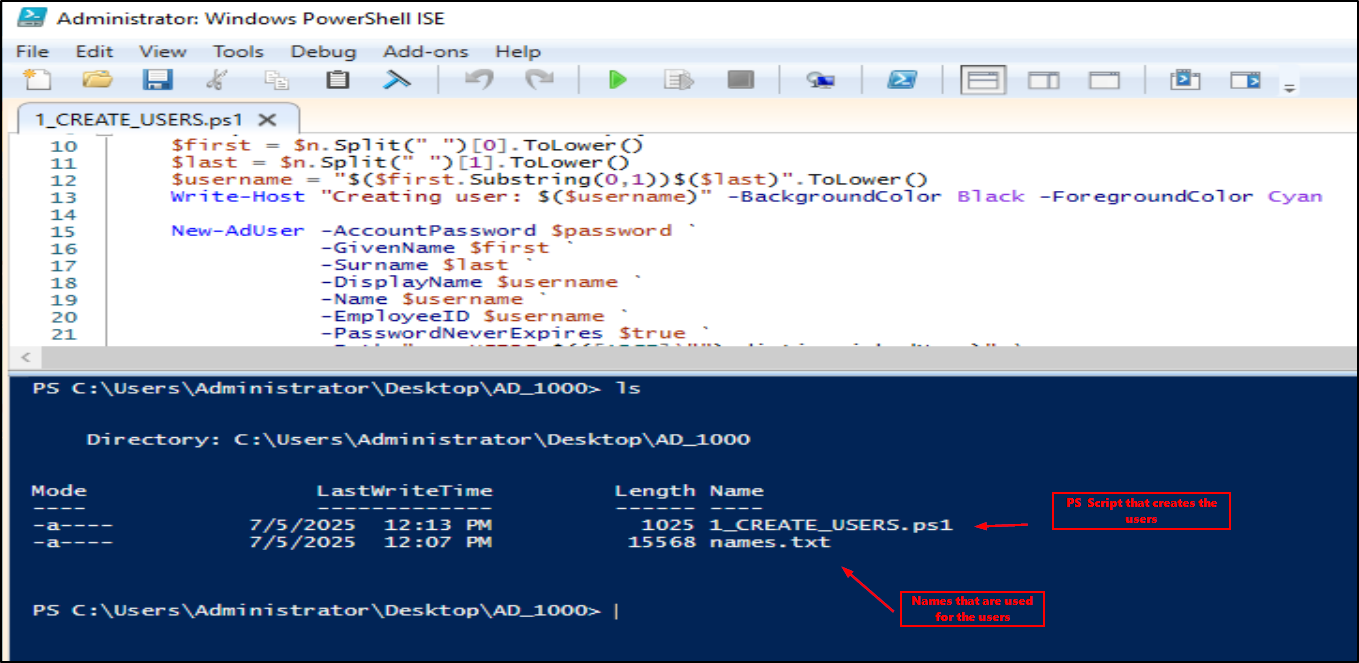 Administrator: Windows PowerShell ISE
File Edit View Tools Debug Add-ons Help
1_CREATE_USERS.ps1
10 $first = $n.Split(" ")[0].ToLower()
11 $last = $n.Split(" ")[1].ToLower()
12 $username = "$($first.Substring(0,1))$($last)".ToLower()
13 Write-Host "Creating user: $($username)" -BackgroundColor Black -ForegroundColor Cyan
14
15 New-AdUser -AccountPassword $password `
16 -GivenName $first `
17 -Surname $last `
18 -DisplayName $username `
19 -Name $username `
20 -EmployeeID $username `
21 -PasswordNeverExpires $true `
PS C:\Users\Administrator\Desktop\AD_1000> ls
Directory: C:\Users\Administrator\Desktop\AD_1000
Mode LastWriteTime Length Name
---- ------------- ------ ----
-a---- 7/5/2025 12:13 PM 1025 1_CREATE_USERS.ps1
-a---- 7/5/2025 12:07 PM 15568 names.txt
PS Script that creates the
users
Names that are used
for the users
PS C:\Users\Administrator\Desktop\AD_1000>